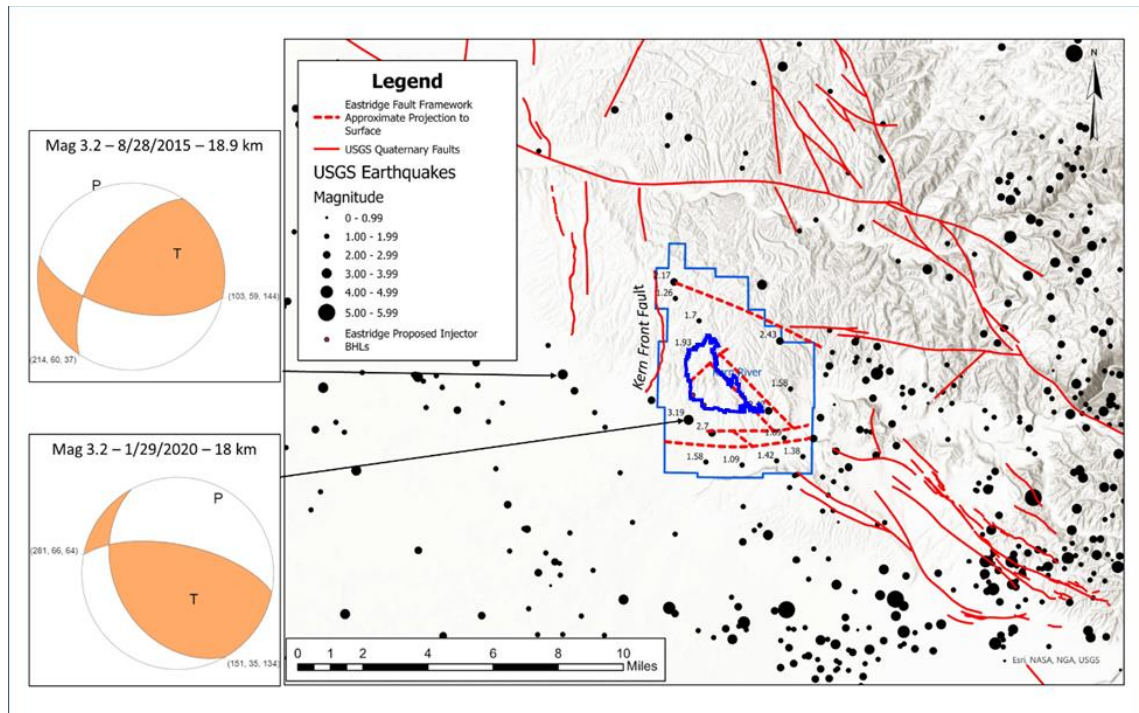 Mag 3.2 – 8/28/2015 – 18.9 km
P
T
(103, 59, 144)
(214, 60, 37)
Mag 3.2 – 1/29/2020 – 18 km
P
(281, 66, 64)
T
(151, 35, 134)
Legend
Eastridge Fault Framework
Approximate Projection to
Surface
USGS Quaternary Faults
USGS Earthquakes
Magnitude
0 - 0.99
1.00 - 1.99
2.00 - 2.99
3.00 - 3.99
4.00 - 4.99
5.00 - 5.99
Eastridge Proposed Injector
BHLs
N
Kern Front Fault
2.17
1.26
1.7
2.43
1.93
River
1.58
3.19
2.7
1.58
1.09
1.42
1.38
0 1 2 4 6 8 10
Miles
Esri, NASA, NGA, USGS